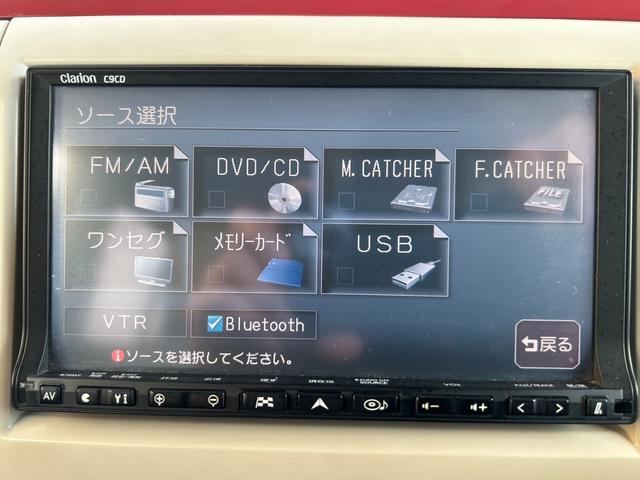 clarion C9CD
ソース選択
FM/AM DVD/CD M.CATCHER F.CATCHER
FILE
ワンセグ ﾒﾓﾘｰｶｰﾄﾞ USB
VTR Bluetooth
ソースを選択してください。
戻る
AV